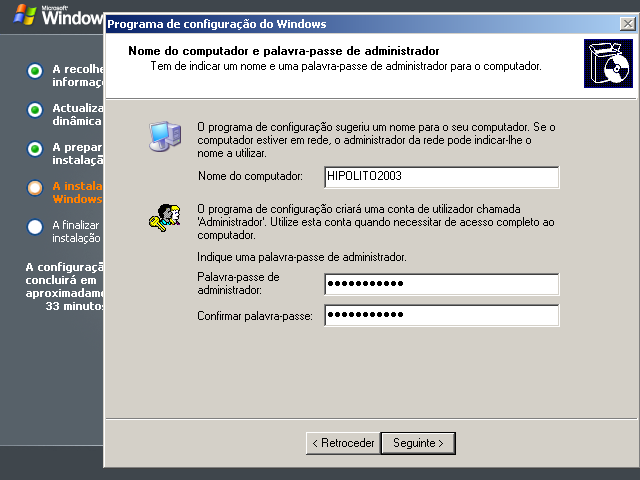 Microsoft
Windows
Programa de configuração do Windows
Nome do computador e palavra-passe de administrador
Tem de indicar um nome e uma palavra-passe de administrador para o computador.
A recolhe
informaç
Actualiza
dinâmica
A prepar
instalaçã
A instala
Windows
A finalizar
instalação
A configuraçã
concluirá em
aproximadame
33 minutos
O programa de configuração sugeriu um nome para o seu computador. Se o
computador estiver em rede, o administrador da rede pode indicar-lhe o
nome a utilizar.
Nome do computador: HIPOLITO2003
O programa de configuração criará uma conta de utilizador chamada
'Administrador'. Utilize esta conta quando necessitar de acesso completo ao
computador.
Indique uma palavra-passe de administrador.
Palavra-passe de
administrador: ●●●●●●●●●●●
Confirmar palavra-passe: ●●●●●●●●●●●
< Retroceder Seguinte >